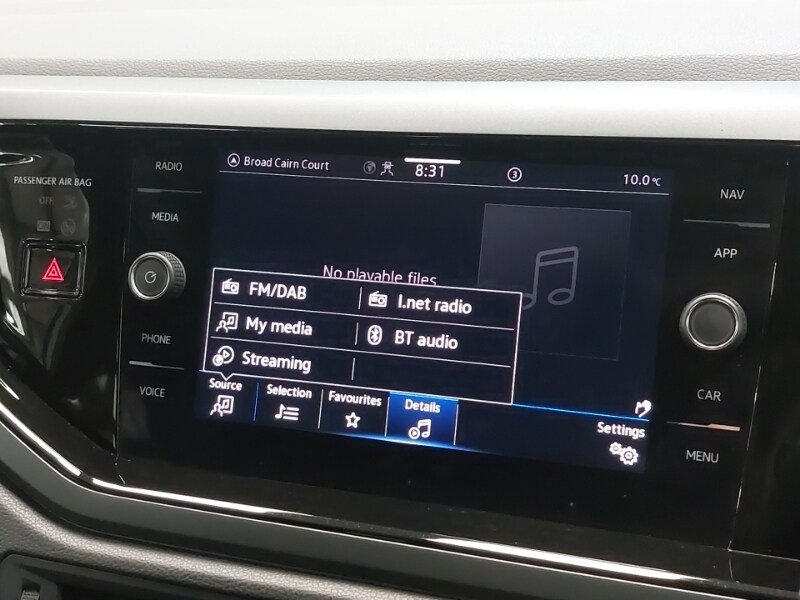 RADIO
MEDIA
PHONE
VOICE
PASSENGER AIR BAG
OFF
Broad Cairn Court
8:31
3
10.0 °C
No playable files
FM/DAB
I.net radio
My media
BT audio
Streaming
Source
Selection
Favourites
Details
Settings
NAV
APP
CAR
MENU